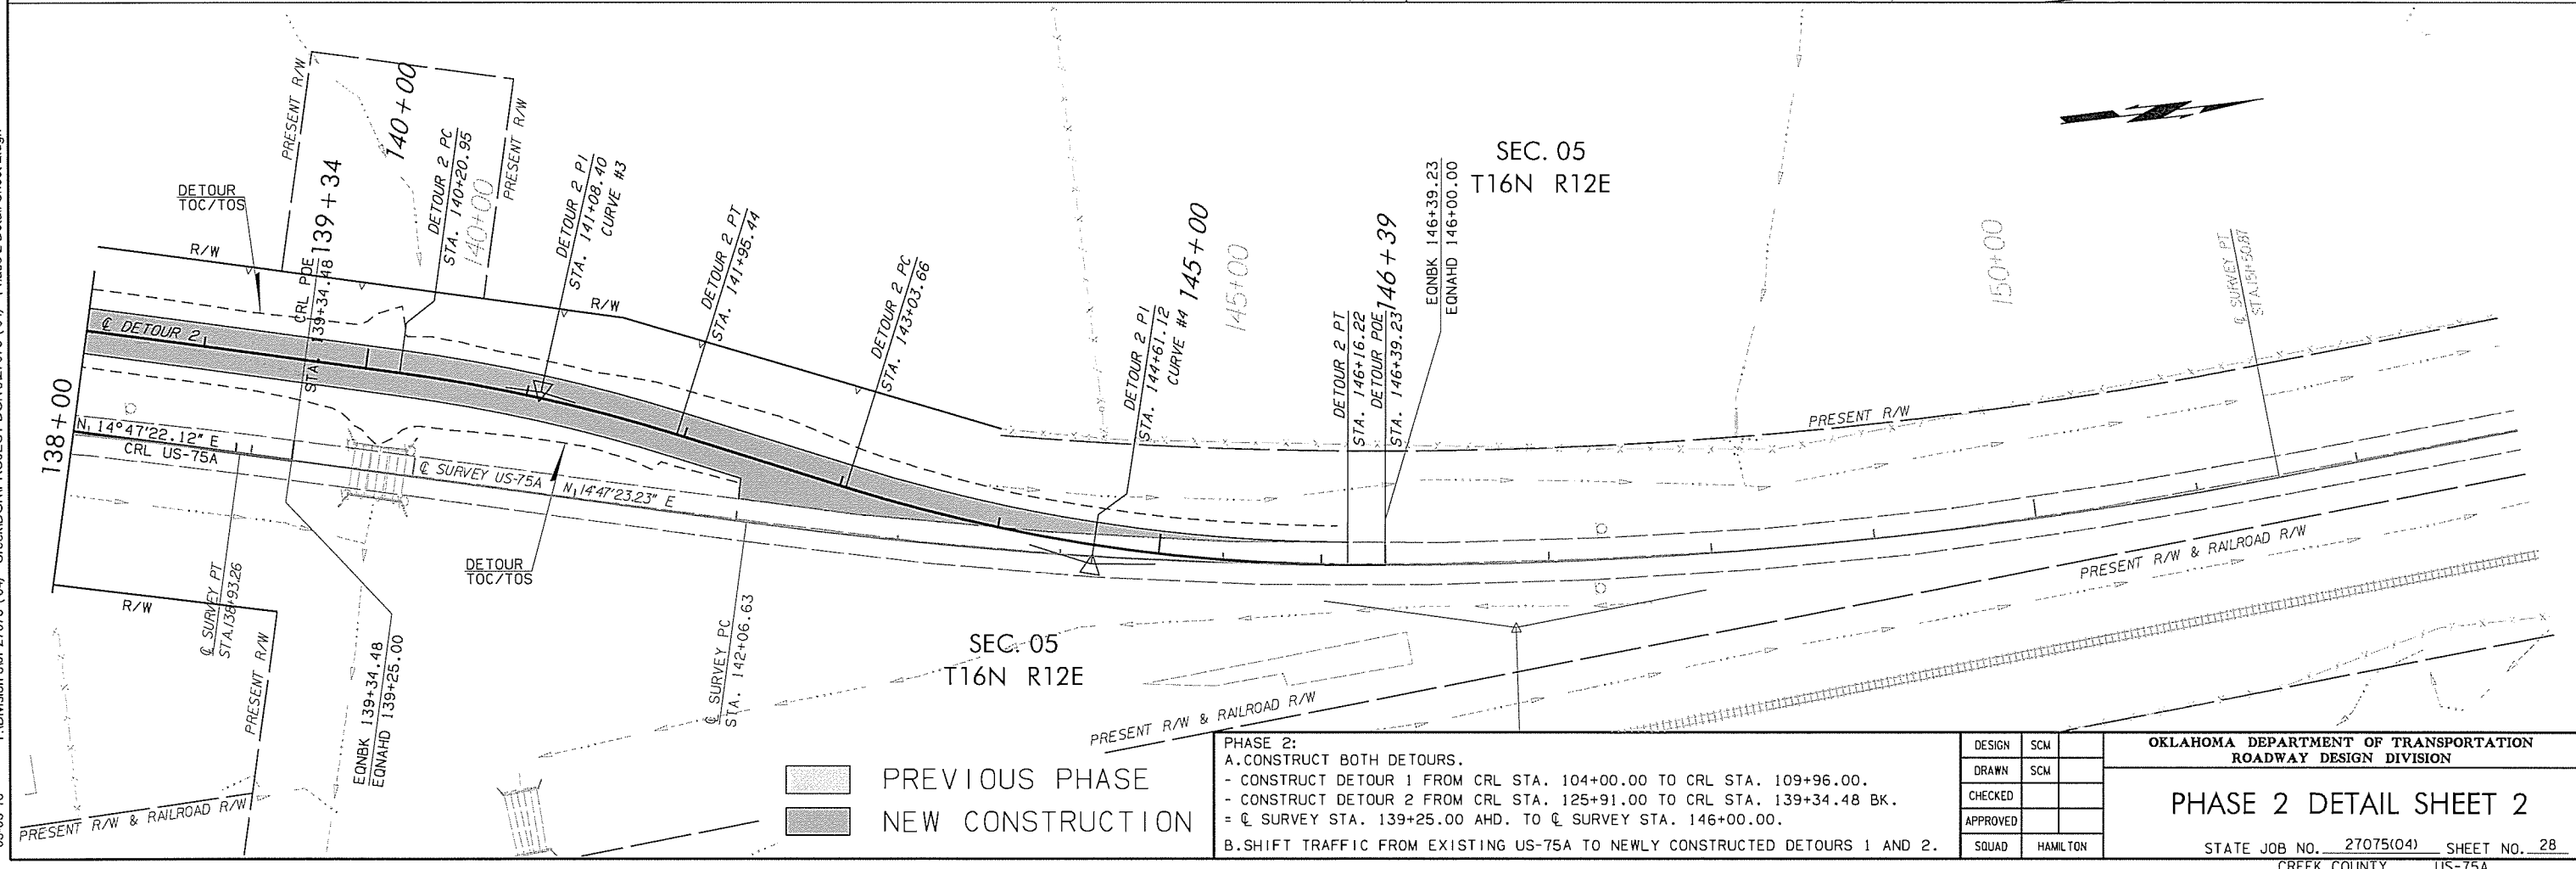 PRESENT R/W
140+00
PRESENT R/W
139+34
DETOUR
TOC/TOS
R/W
CRL POE
STA. 139+34.48
DETOUR 2 PC
STA. 140+20.95
140+00
DETOUR 2 PI
STA. 141+08.40
CURVE #3
R/W
DETOUR 2 PT
STA. 141+95.44
DETOUR 2 PC
STA. 143+03.66
DETOUR 2 PI
STA. 144+61.12
CURVE #4
145+00
145+00
DETOUR 2 PT
STA. 146+16.22
DETOUR POE
STA. 146+39.23
146+39
EQNBK 146+39.23
EQNAHD 146+00.00
SEC. 05
T16N R12E
150+00
℄ SURVEY PT
STA.151+50.87
138+00
℄ DETOUR 2
N 14°47'22.12" E
CRL US-75A
℄ SURVEY US-75A
N 14°47'23.23" E
PRESENT R/W
DETOUR
TOC/TOS
R/W
℄ SURVEY PT
STA.138+93.26
PRESENT R/W
EQNBK 139+34.48
EQNAHD 139+25.00
℄ SURVEY PC
STA. 142+06.63
SEC. 05
T16N R12E
PRESENT R/W & RAILROAD R/W
PRESENT R/W & RAILROAD R/W
PRESENT R/W & RAILROAD R/W
PREVIOUS PHASE
NEW CONSTRUCTION
PHASE 2:
A.CONSTRUCT BOTH DETOURS.
- CONSTRUCT DETOUR 1 FROM CRL STA. 104+00.00 TO CRL STA. 109+96.00.
- CONSTRUCT DETOUR 2 FROM CRL STA. 125+91.00 TO CRL STA. 139+34.48 BK.
= ℄ SURVEY STA. 139+25.00 AHD. TO ℄ SURVEY STA. 146+00.00.
B.SHIFT TRAFFIC FROM EXISTING US-75A TO NEWLY CONSTRUCTED DETOURS 1 AND 2.
DESIGN SCM
DRAWN SCM
CHECKED
APPROVED
SQUAD HAMILTON
OKLAHOMA DEPARTMENT OF TRANSPORTATION
ROADWAY DESIGN DIVISION
PHASE 2 DETAIL SHEET 2
STATE JOB NO. 27075(04) SHEET NO. 28
CREEK COUNTY US-75A